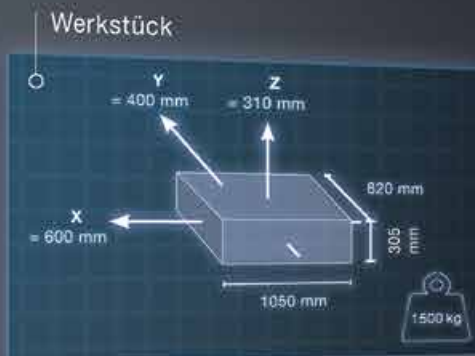 Werkstück
Y
= 400 mm
Z
= 310 mm
X
= 600 mm
820 mm
305
mm
1050 mm
1500 kg